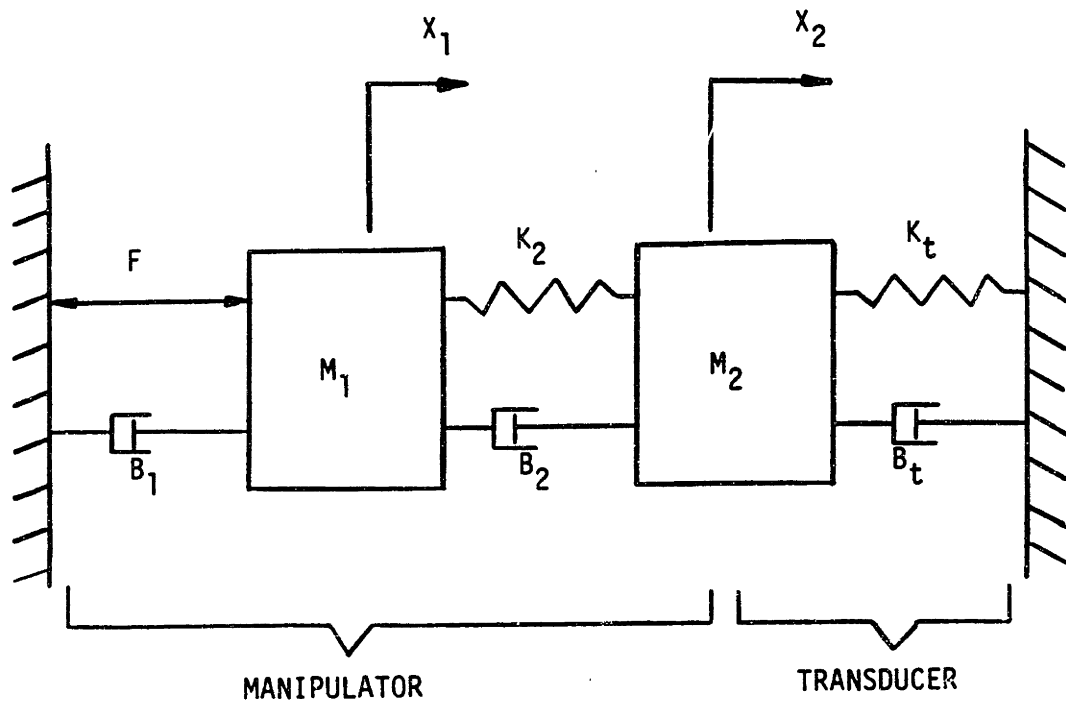 X1
X2
F
K2
Kt
M1
M2
B1
B2
Bt
MANIPULATOR
TRANSDUCER